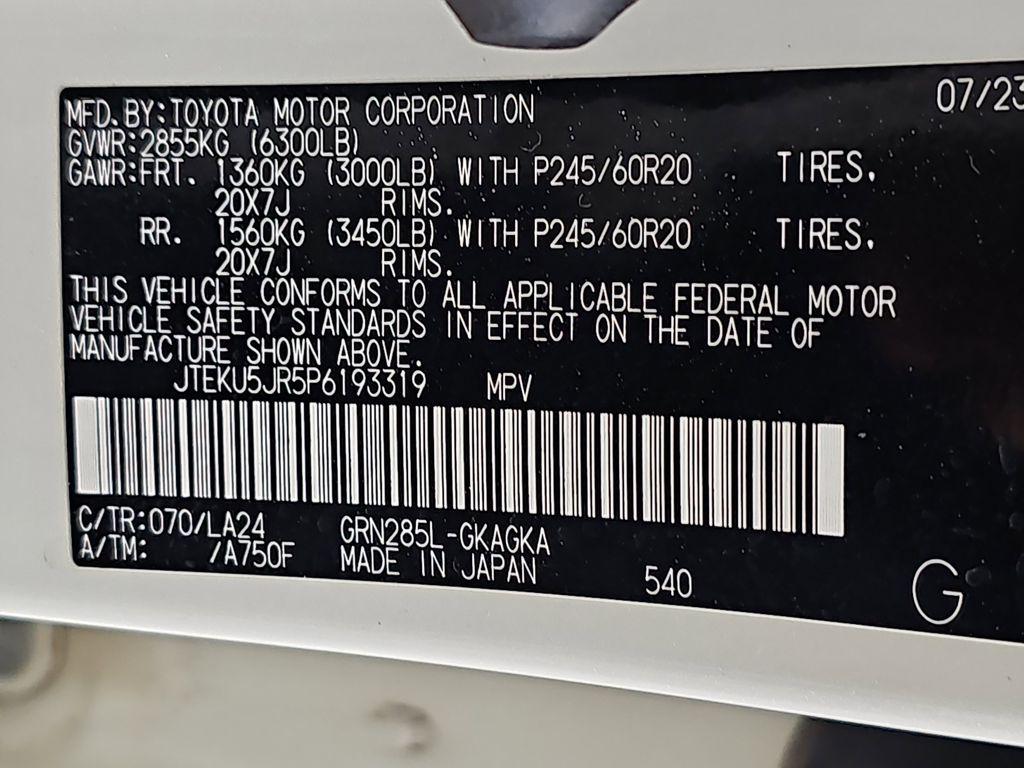 07/23
MFD.BY:TOYOTA MOTOR CORPORATION
GVWR:2855KG (6300LB)
GAWR:FRT. 1360KG (3000LB) WITH P245/60R20 TIRES.
20X7J RIMS.
RR. 1560KG (3450LB) WITH P245/60R20 TIRES.
20X7J RIMS.
THIS VEHICLE CONFORMS TO ALL APPLICABLE FEDERAL MOTOR
VEHICLE SAFETY STANDARDS IN EFFECT ON THE DATE OF
MANUFACTURE SHOWN ABOVE.
JTEKU5JR5P6193319 MPV
C/TR:070/LA24 GRN285L-GKAGKA
A/TM: /A750F MADE IN JAPAN
540
G